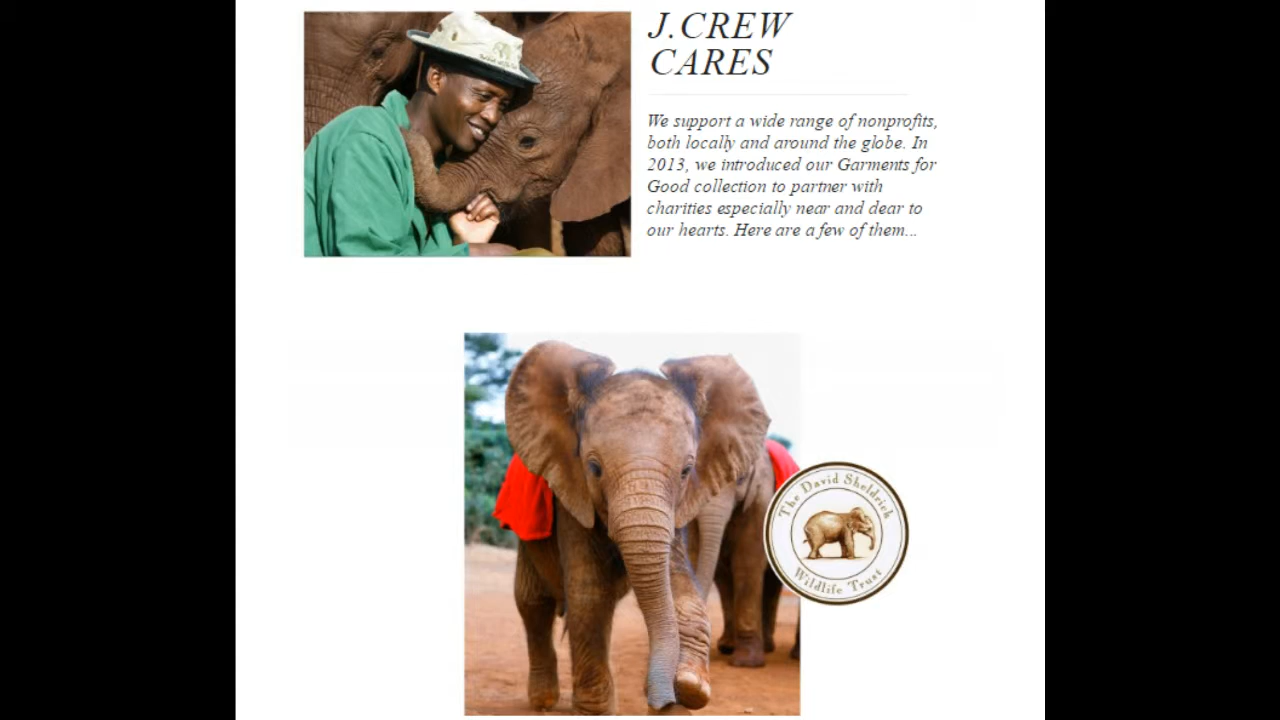 J.CREW
CARES
We support a wide range of nonprofits,
both locally and around the globe. In
2013, we introduced our Garments for
Good collection to partner with
charities especially near and dear to
our hearts. Here are a few of them...
The David Sheldrick
Wildlife Trust